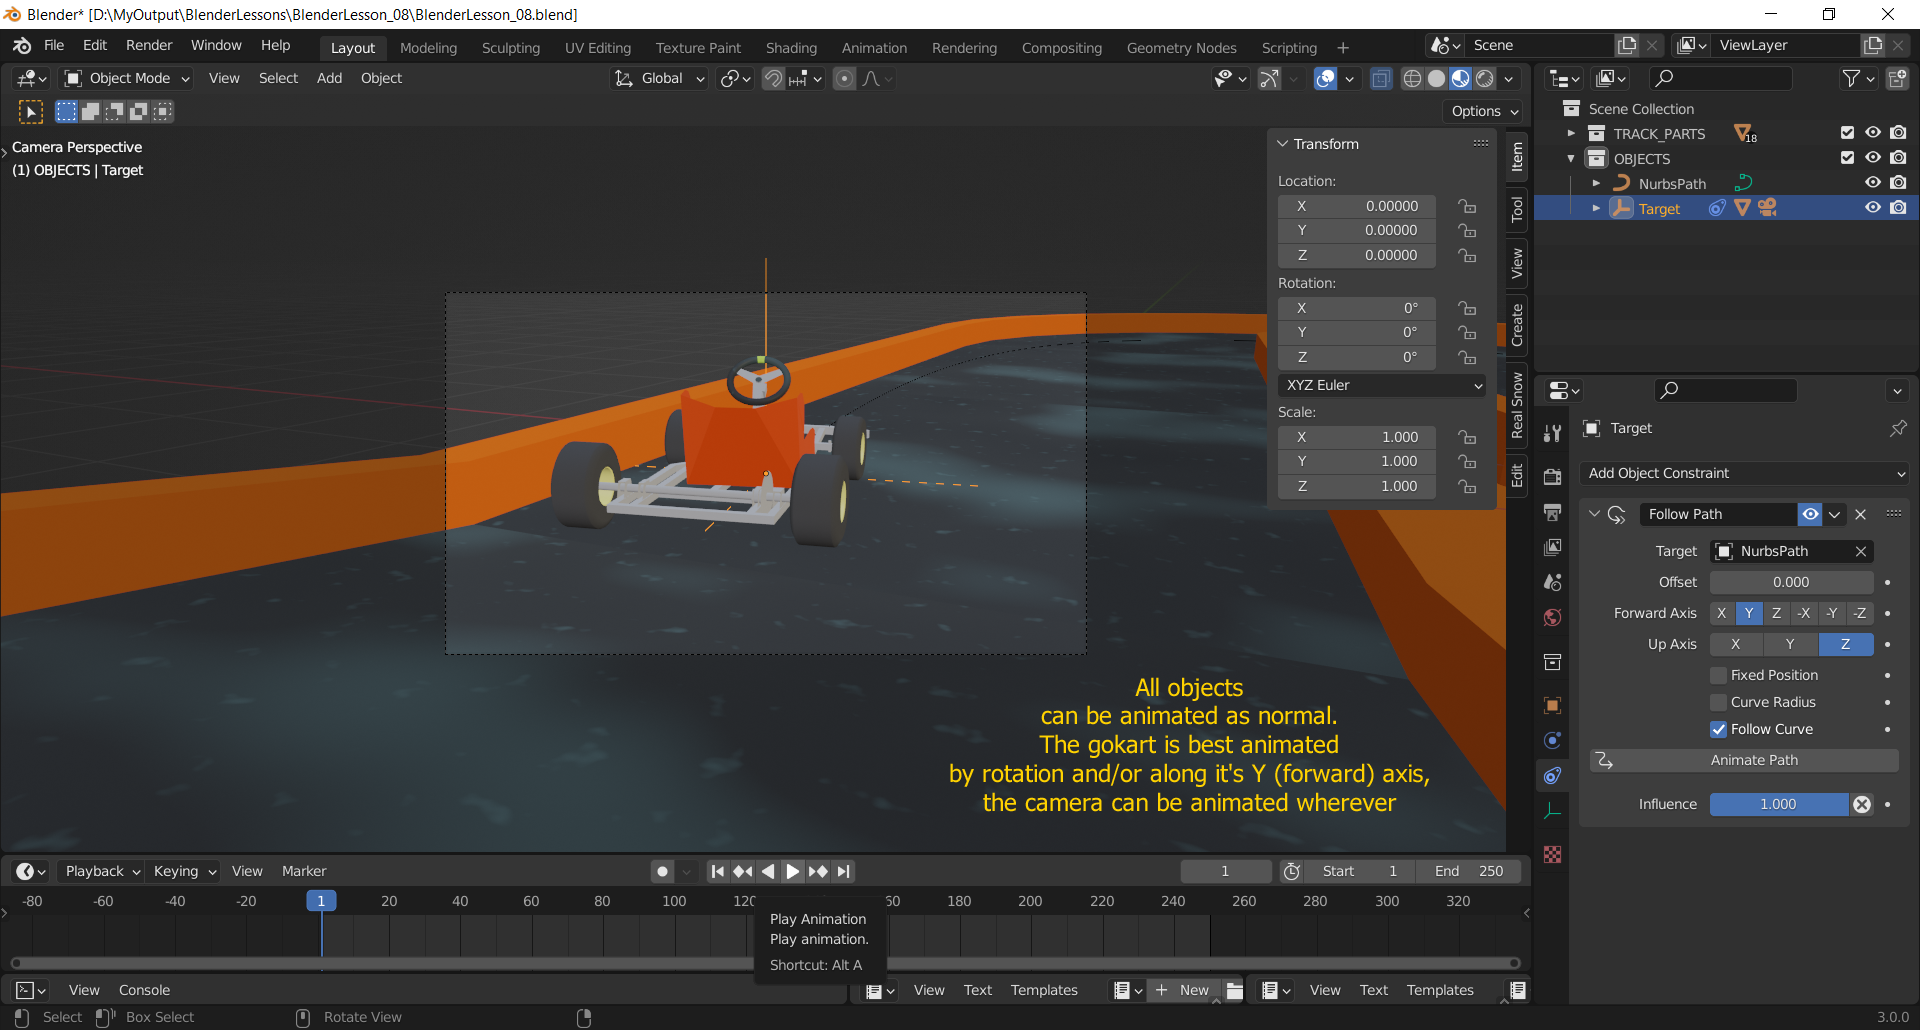 Blender* [D:\MyOutput\BlenderLessons\BlenderLesson_08\BlenderLesson_08.blend]
File Edit Render Window Help Layout Modeling Sculpting UV Editing Texture Paint Shading Animation Rendering Compositing Geometry Nodes Scripting + Scene ViewLayer
Object Mode View Select Add Object Global
Options
Camera Perspective
(1) OBJECTS | Target
Transform
Location:
X 0.00000
Y 0.00000
Z 0.00000
Rotation:
X 0°
Y 0°
Z 0°
XYZ Euler
Scale:
X 1.000
Y 1.000
Z 1.000
Item
Tool
View
Create
Real Snow
Edit
Scene Collection
TRACK_PARTS 18
OBJECTS
NurbsPath
Target
Target
Add Object Constraint
Follow Path
Target NurbsPath
Offset 0.000
Forward Axis X Y Z -X -Y -Z
Up Axis X Y Z
Fixed Position
Curve Radius
Follow Curve
Animate Path
Influence 1.000
All objects
can be animated as normal.
The gokart is best animated
by rotation and/or along it's Y (forward) axis,
the camera can be animated wherever
Playback Keying View Marker 1 Start 1 End 250
-80 -60 -40 -20 1 20 40 60 80 100 180 200 220 240 260 280 300 320
Play Animation
Play animation.
Shortcut: Alt A
View Console View Text Templates + New View Text Templates
Select Box Select Rotate View 3.0.0